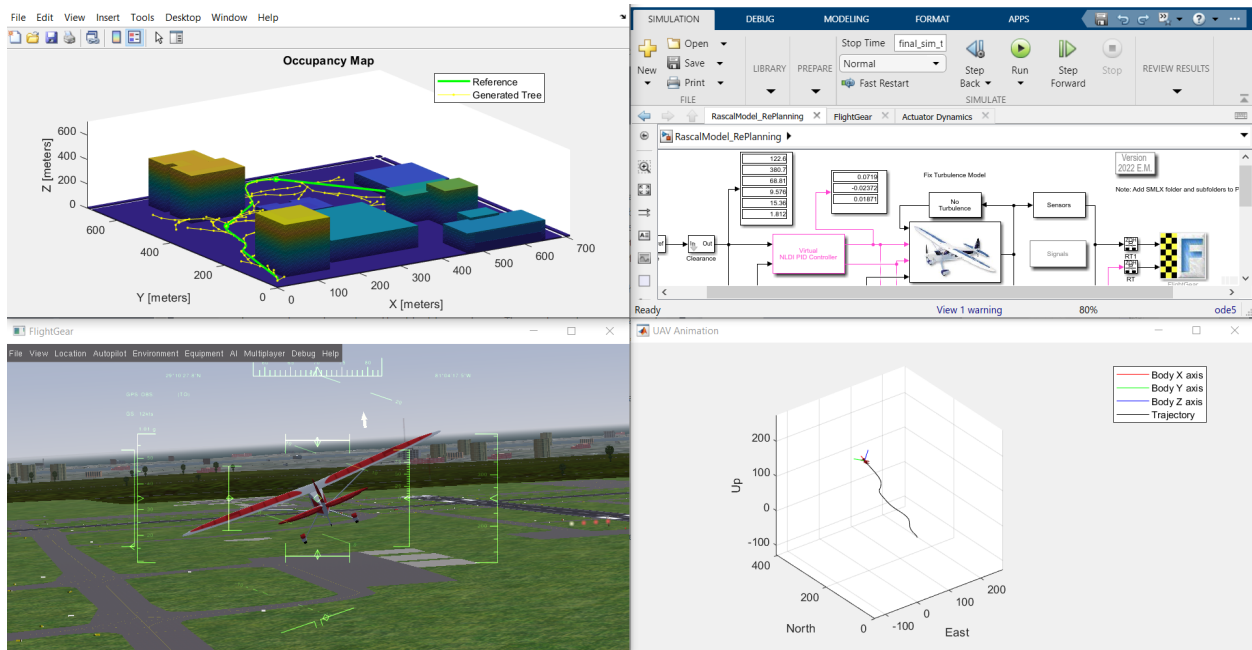 File Edit View Insert Tools Desktop Window Help
Occupancy Map
Reference
Generated Tree
600
400
200
0
Z [meters]
600
400
200
0
Y [meters]
0
100
200
300
400
500
600
700
X [meters]
SIMULATION DEBUG MODELING FORMAT APPS
New
Open
Save
Print
FILE
LIBRARY
PREPARE
Stop Time final_sim_t
Normal
Fast Restart
Step Back
Run
Step Forward
Stop
SIMULATE
REVIEW RESULTS
RascalModel_RePlanning
FlightGear
Actuator Dynamics
RascalModel_RePlanning
122.6
380.7
68.81
9.576
15.36
1.812
0.0719
-0.02372
0.01871
Fix Turbulence Model
No Turbulence
Version
2022 E.M.
Note: Add SMLX folder and subfolders to P
Sensors
Signals
In Out
Clearance
Virtual
NLDI PID Controller
RT1
RT
FlightGear
Ready
View 1 warning
80%
ode5
FlightGear
File View Location Autopilot Environment Equipment AI Multiplayer Debug Help
UAV Animation
Body X axis
Body Y axis
Body Z axis
Trajectory
200
100
0
-100
Up
400
200
0
North
-100
0
100
200
East